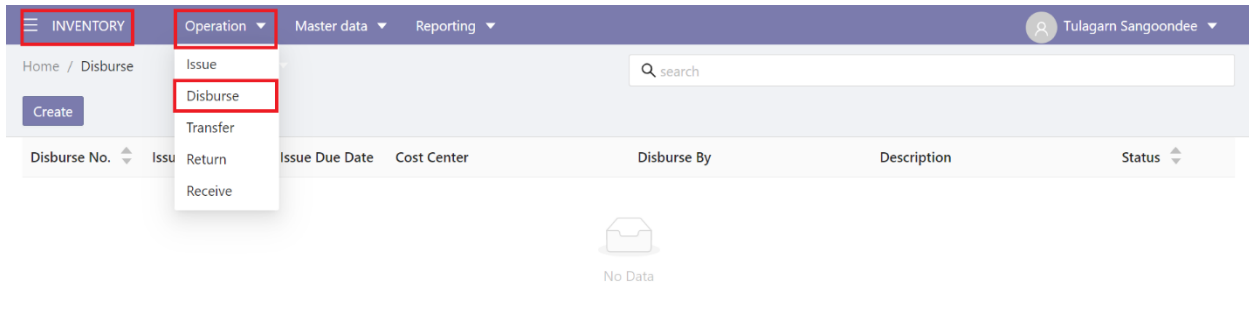 INVENTORY Operation Master data Reporting Tulagarn Sangoondee
Home / Disburse
search
Create
Issue
Disburse
Transfer
Return
Receive
Disburse No. Issue Due Date Cost Center Disburse By Description Status
No Data